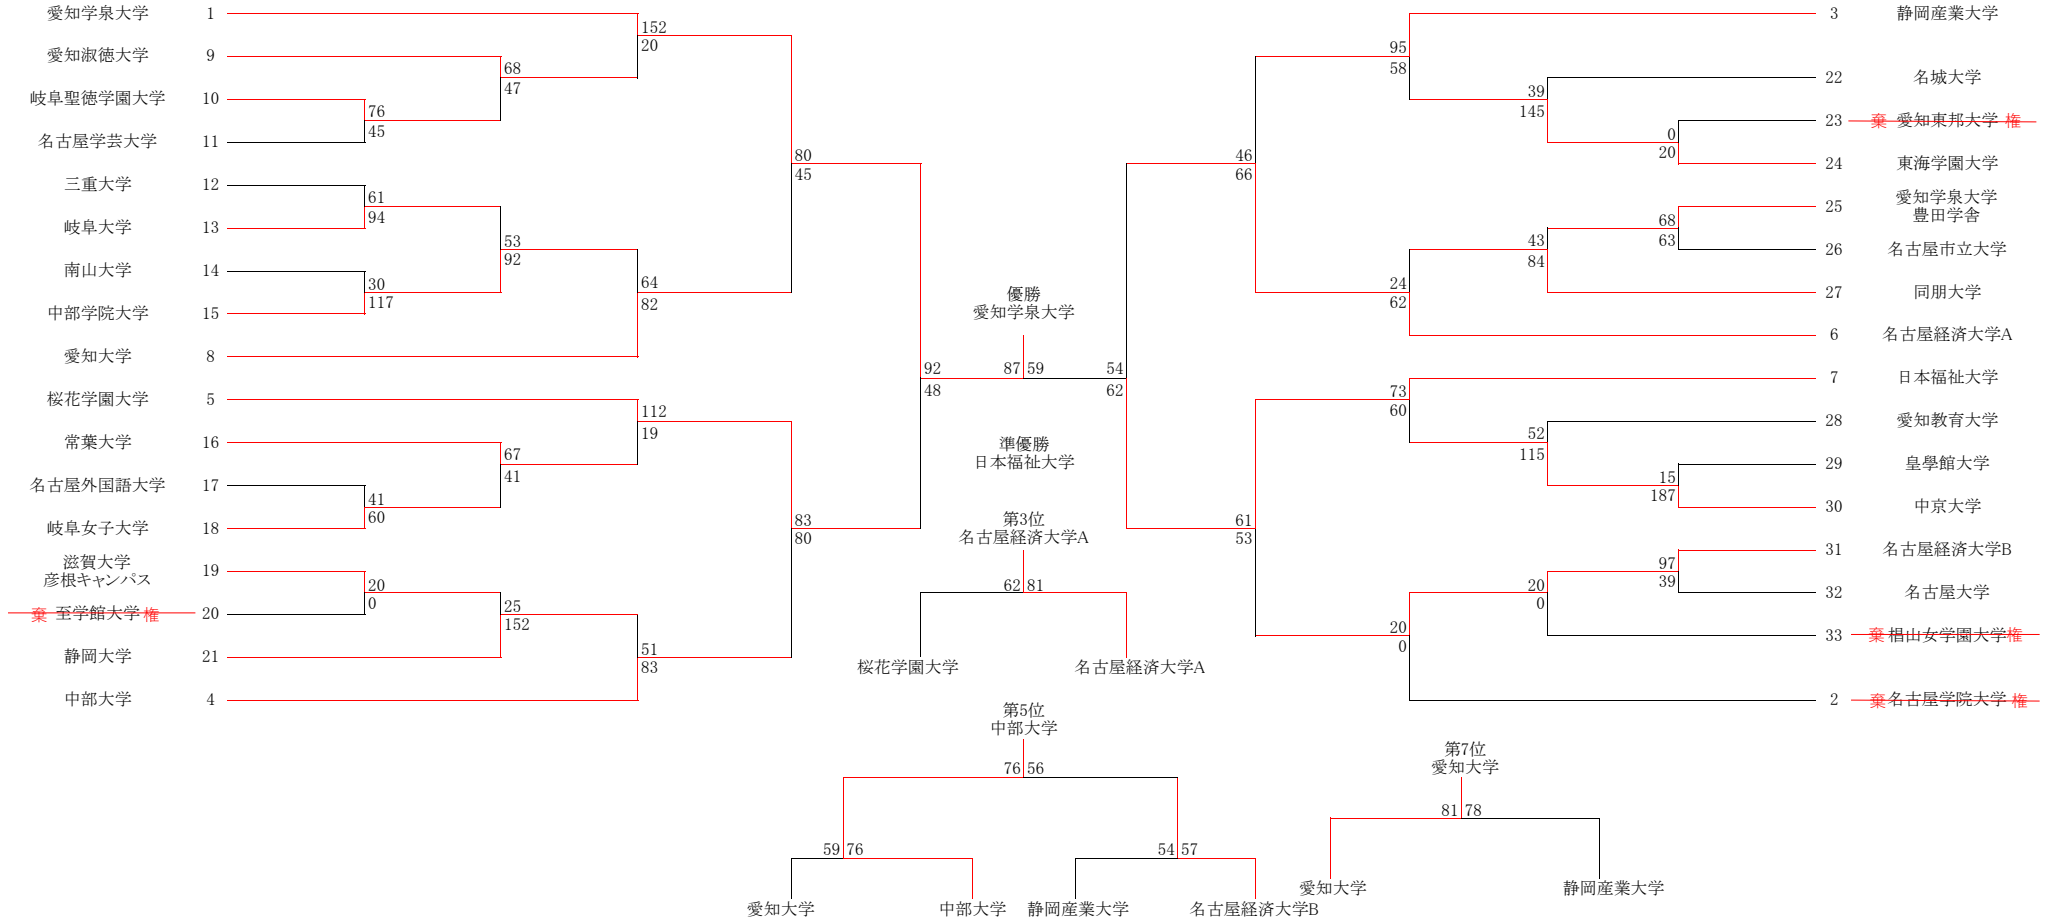 愛知学泉大学 1
愛知淑徳大学 9
岐阜聖徳学園大学 10
名古屋学芸大学 11
三重大学 12
岐阜大学 13
南山大学 14
中部学院大学 15
愛知大学 8
桜花学園大学 5
常葉大学 16
名古屋外国語大学 17
岐阜女子大学 18
滋賀大学
彦根キャンパス 19
棄 至学館大学 権 20
静岡大学 21
中部大学 4
76
45
61
94
30
117
41
60
20
0
68
47
53
92
67
41
25
152
152
20
64
82
112
19
51
83
80
45
83
80
92
48
優勝
愛知学泉大学
87 59
準優勝
日本福祉大学
第3位
名古屋経済大学A
62 81
桜花学園大学 名古屋経済大学A
54
62
46
66
61
53
95
58
24
62
73
60
20
0
39
145
43
84
52
115
20
0
0
20
68
63
15
187
97
39
3 静岡産業大学
22 名城大学
23 棄 愛知東邦大学 権
24 東海学園大学
25 愛知学泉大学
豊田学舎
26 名古屋市立大学
27 同朋大学
6 名古屋経済大学A
7 日本福祉大学
28 愛知教育大学
29 皇學館大学
30 中京大学
31 名古屋経済大学B
32 名古屋大学
33 棄 椙山女学園大学 権
2 棄 名古屋学院大学 権
第5位
中部大学
76 56
59 76
54 57
愛知大学 中部大学 静岡産業大学 名古屋経済大学B
第7位
愛知大学
81 78
愛知大学 静岡産業大学